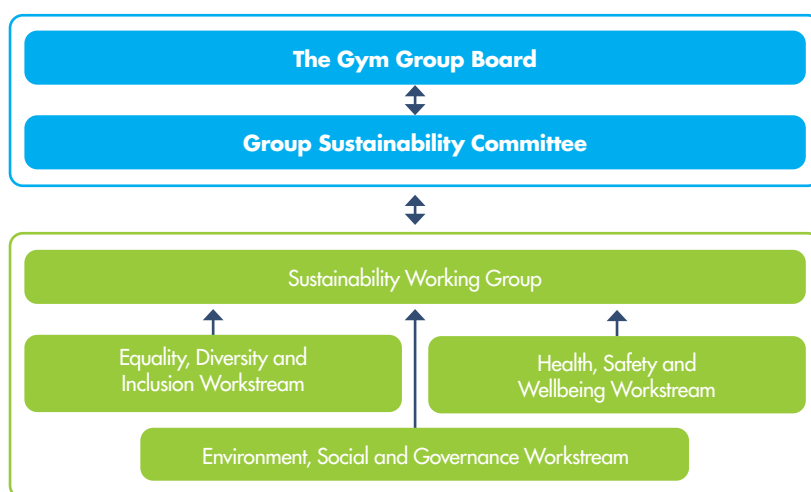 The Gym Group Board
Group Sustainability Committee
Sustainability Working Group
Equality, Diversity and
Inclusion Workstream
Health, Safety and
Wellbeing Workstream
Environment, Social and Governance Workstream